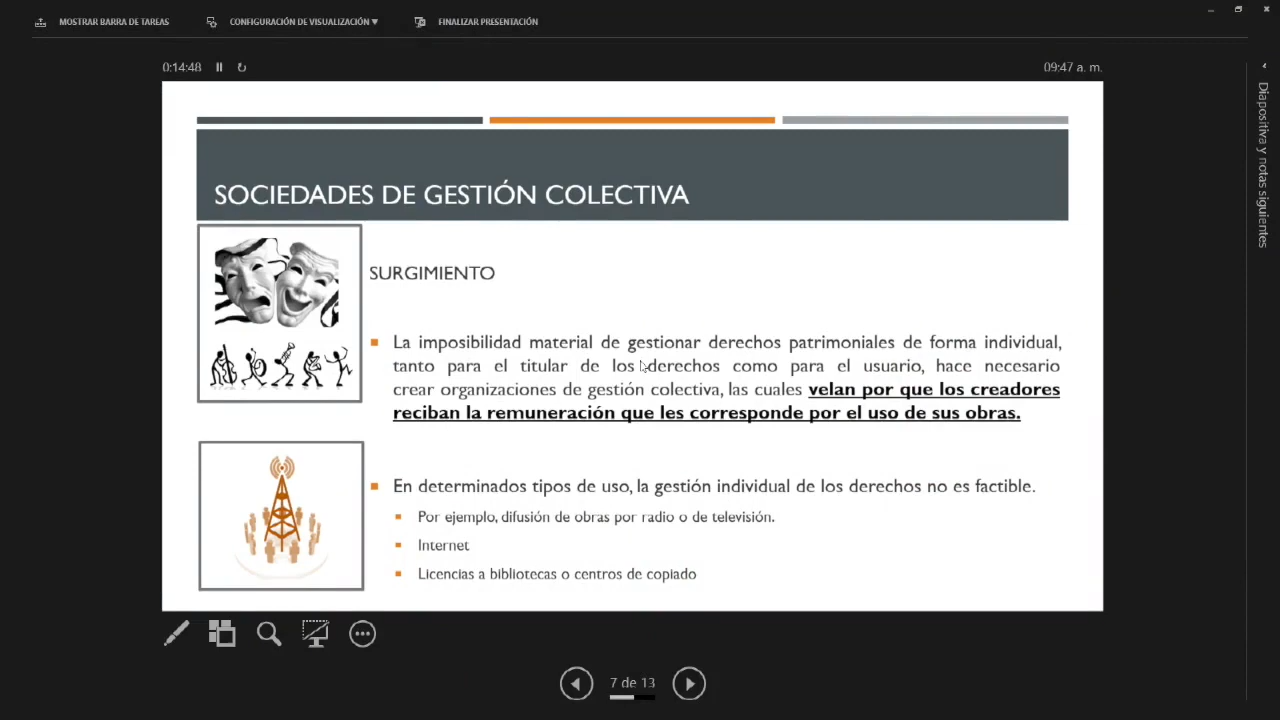 MOSTRAR BARRA DE TAREAS
CONFIGURACIÓN DE VISUALIZACIÓN ▼
FINALIZAR PRESENTACIÓN
0:14:48
09:47 a. m.
Diapositiva y notas siguientes
SOCIEDADES DE GESTIÓN COLECTIVA
SURGIMIENTO
La imposibilidad material de gestionar derechos patrimoniales de forma individual,
tanto para el titular de los derechos como para el usuario, hace necesario
crear organizaciones de gestión colectiva, las cuales velan por que los creadores
reciban la remuneración que les corresponde por el uso de sus obras.
En determinados tipos de uso, la gestión individual de los derechos no es factible.
Por ejemplo, difusión de obras por radio o de televisión.
Internet
Licencias a bibliotecas o centros de copiado
7 de 13